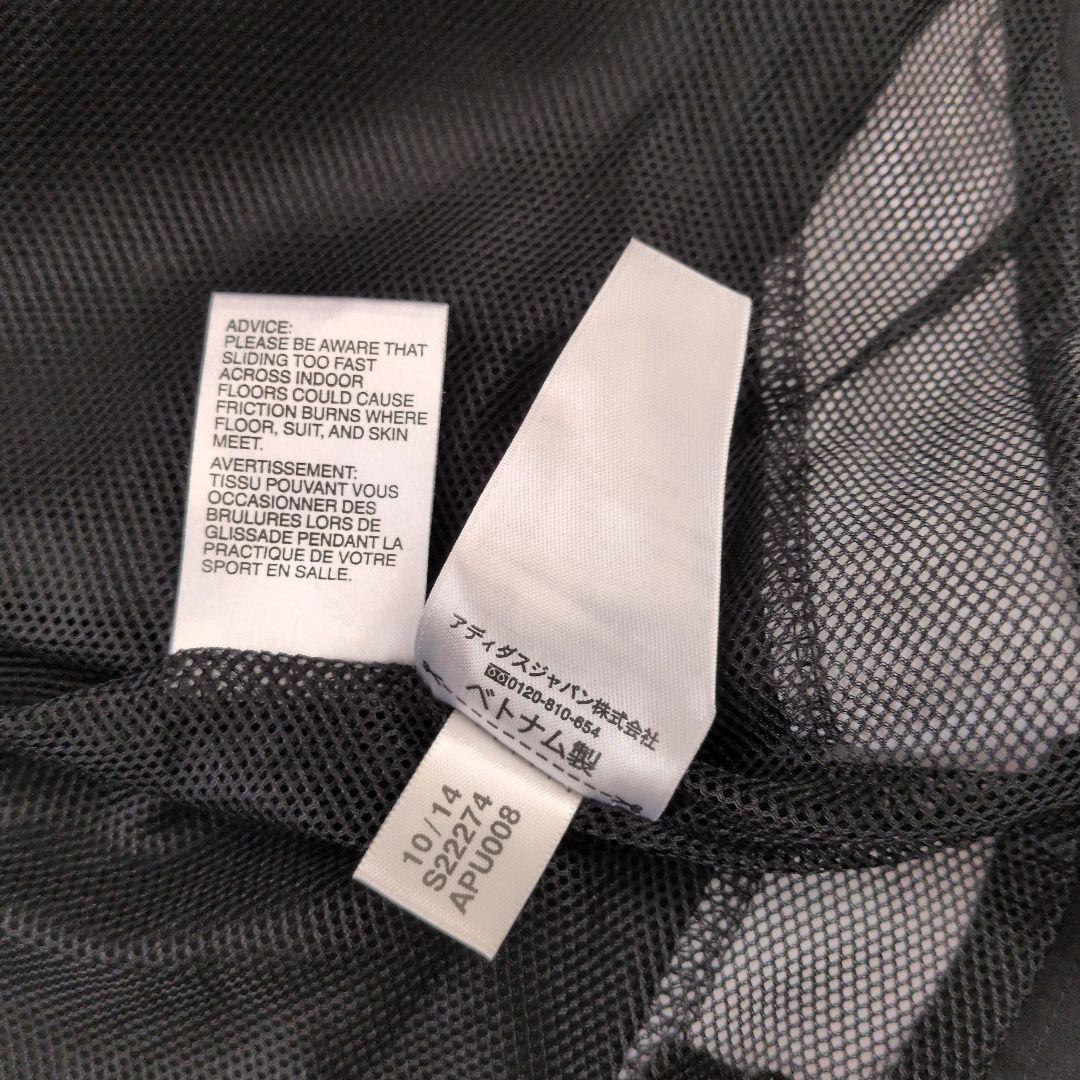 ADVICE:
PLEASE BE AWARE THAT
SLIDING TOO FAST
ACROSS INDOOR
FLOORS COULD CAUSE
FRICTION BURNS WHERE
FLOOR, SUIT, AND SKIN
MEET.
AVERTISSEMENT:
TISSU POUVANT VOUS
OCCASIONNER DES
BRULURES LORS DE
GLISSADE PENDANT LA
PRACTIQUE DE VOTRE
SPORT EN SALLE.
アディダスジャパン株式会社
0120-810-654
ベトナム製
10/14
S22274
APU008